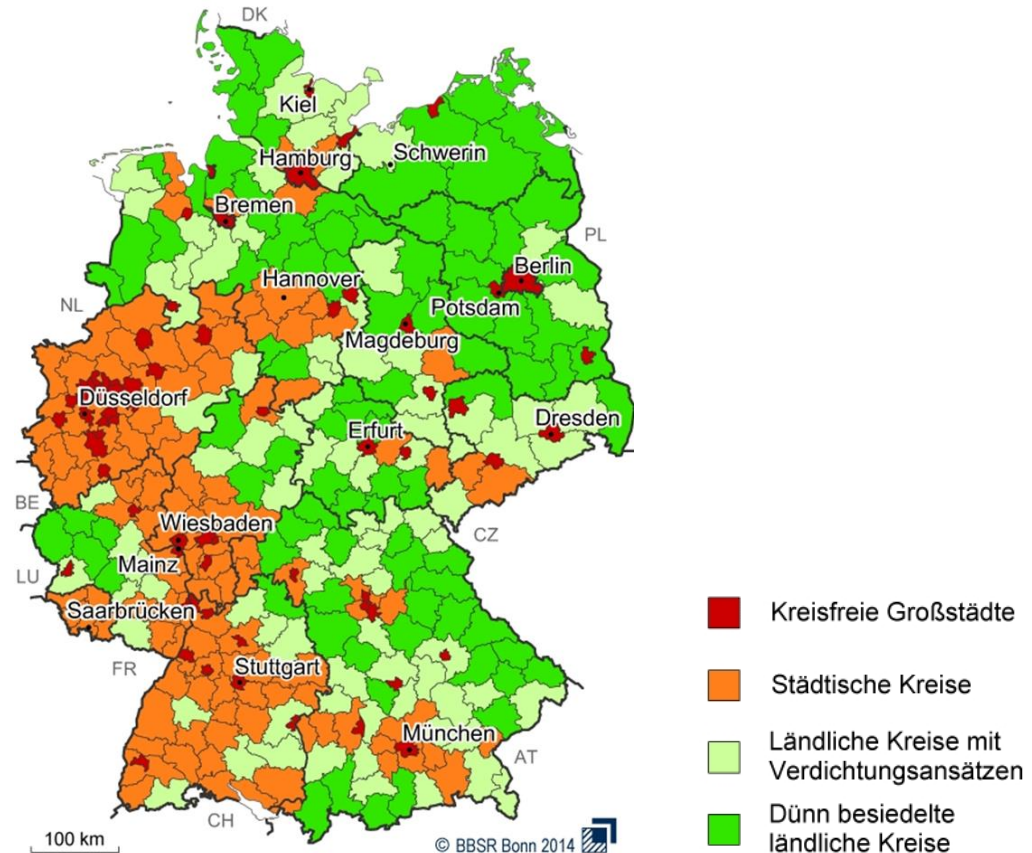 DK
Kiel
Hamburg
Schwerin
Bremen
PL
Hannover
Berlin
NL
Potsdam
Magdeburg
Düsseldorf
Dresden
Erfurt
BE
Wiesbaden
CZ
Mainz
LU
Saarbrücken
FR
Stuttgart
München
AT
CH
100 km
© BBSR Bonn 2014
Kreisfreie Großstädte
Städtische Kreise
Ländliche Kreise mit
Verdichtungsansätzen
Dünn besiedelte
ländliche Kreise